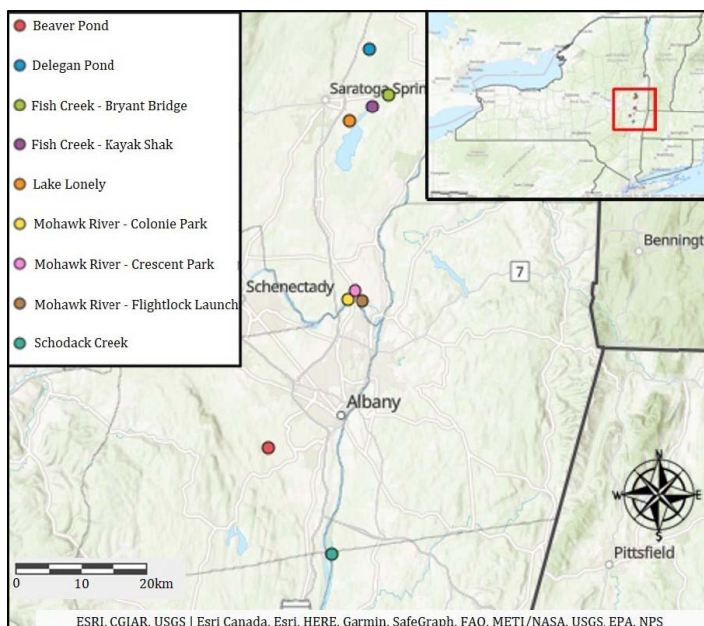 Beaver Pond
Delegan Pond
Fish Creek - Bryant Bridge
Fish Creek - Kayak Shak
Lake Lonely
Mohawk River - Colonie Park
Mohawk River - Crescent Park
Mohawk River - Flightlock Launch
Schodack Creek
Saratoga Sprin
Schenectady
7
Benningt
Albany
N
W E
S
Pittsfield
0 10 20km
ESRI, CGIAR, USGS | Esri Canada, Esri, HERE, Garmin, SafeGraph, FAO, METI/NASA, USGS, EPA, NPS